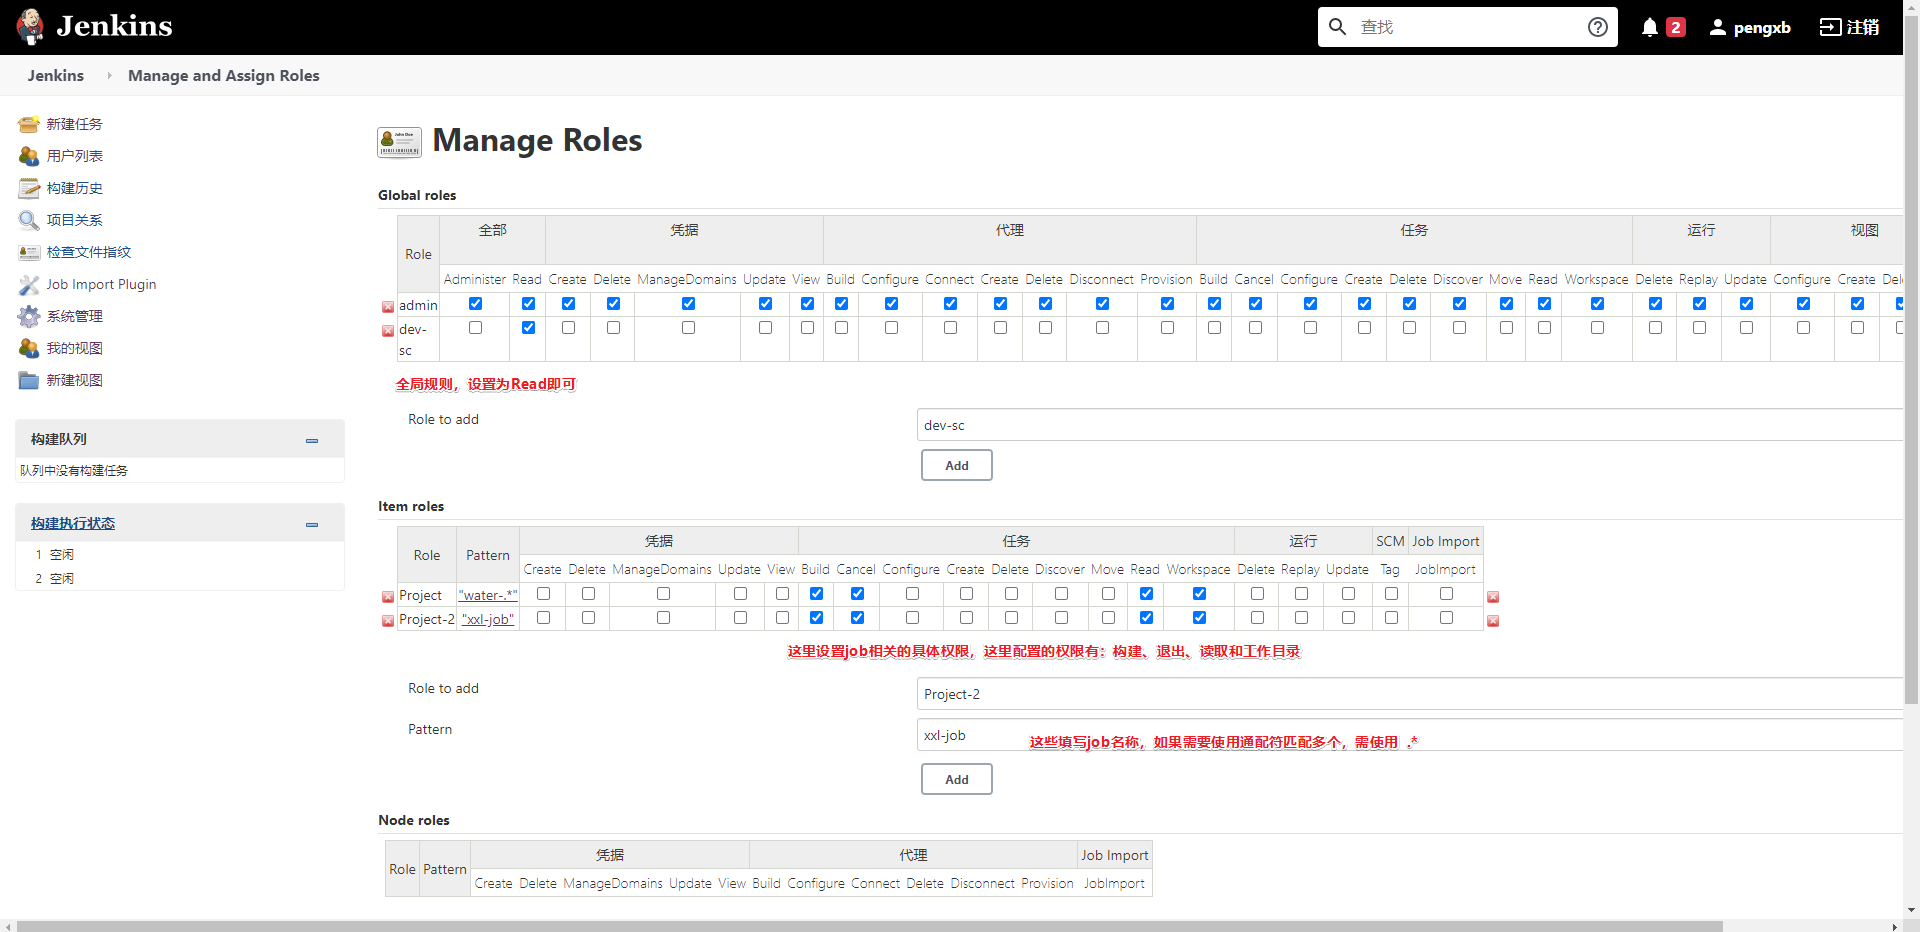 Jenkins
查找
2
pengxb
注销
Jenkins
Manage and Assign Roles
新建任务
用户列表
构建历史
项目关系
检查文件指纹
Job Import Plugin
系统管理
我的视图
新建视图
构建队列
队列中没有构建任务
构建执行状态
1 空闲
2 空闲
Manage Roles
Global roles
Role 全部 凭据 代理 任务 运行 视图
Administer Read Create Delete ManageDomains Update View Build Configure Connect Create Delete Disconnect Provision Build Cancel Configure Create Delete Discover Move Read Workspace Delete Replay Update Configure Create
admin
dev-
sc
全局规则，设置为Read即可
Role to add
dev-sc
Add
Item roles
Role Pattern 凭据 任务 运行 SCM Job Import
Create Delete ManageDomains Update View Build Cancel Configure Create Delete Discover Move Read Workspace Delete Replay Update Tag JobImport
Project "water-.*"
Project-2 "xxl-job"
这里设置job相关的具体权限，这里配置的权限有：构建、退出、读取和工作目录
Role to add
Project-2
Pattern
xxl-job
这些填写job名称，如果需要使用通配符匹配多个，需使用 .*
Add
Node roles
Role Pattern 凭据 代理 Job Import
Create Delete ManageDomains Update View Build Configure Connect Delete Disconnect Provision JobImport